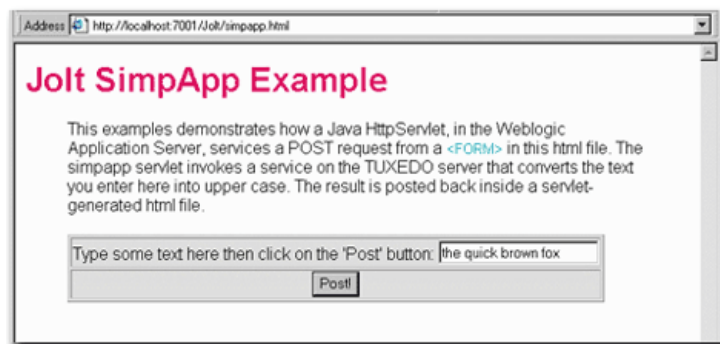 Address http://localhost:7001/Jolt/simpapp.html
Jolt SimpApp Example
This examples demonstrates how a Java HttpServlet, in the Weblogic
Application Server, services a POST request from a <FORM> in this html file. The
simpapp servlet invokes a service on the TUXEDO server that converts the text
you enter here into upper case. The result is posted back inside a servlet-
generated html file.
Type some text here then click on the 'Post' button: the quick brown fox
Post!